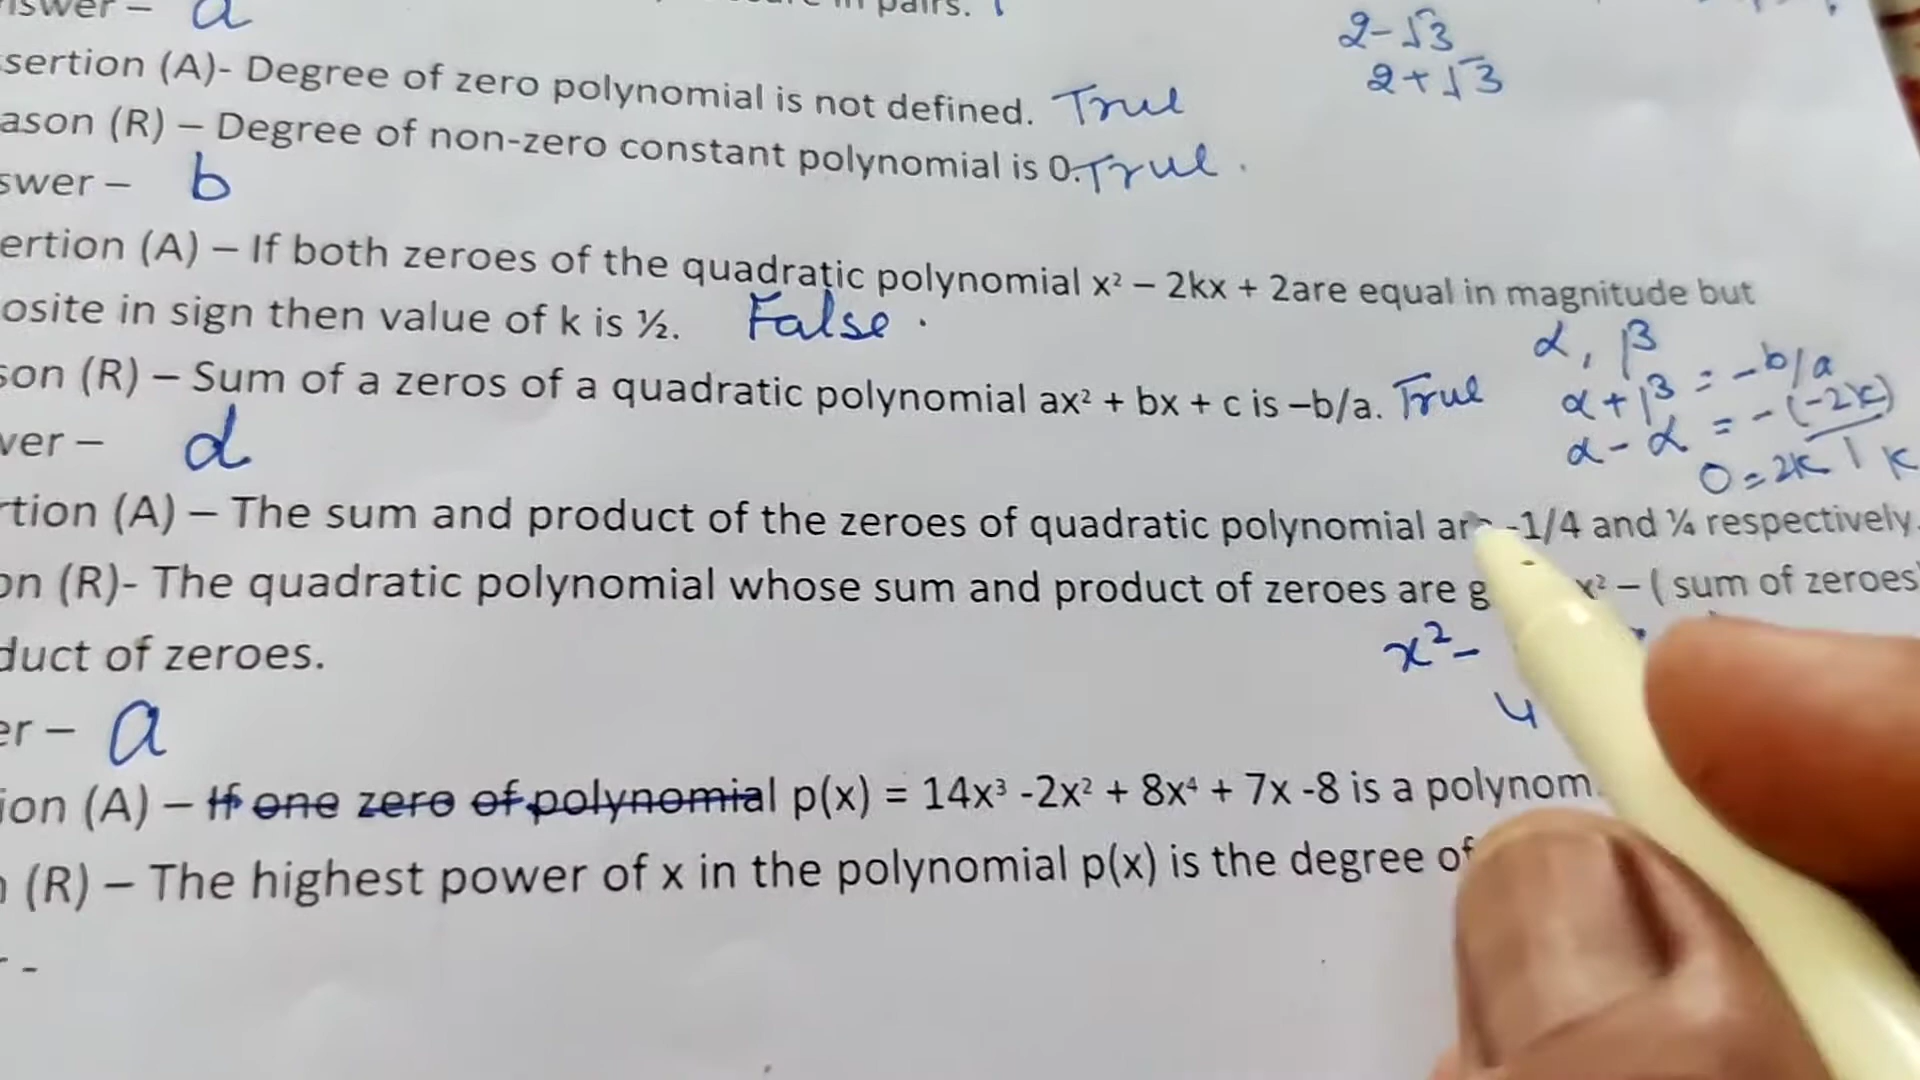 swer – a
pairs.
2-√3
2+√3
sertion (A)- Degree of zero polynomial is not defined. True
ason (R) – Degree of non-zero constant polynomial is 0. True.
swer – b
ertion (A) – If both zeroes of the quadratic polynomial x² – 2kx + 2are equal in magnitude but
osite in sign then value of k is ½. False.
α, β
son (R) – Sum of a zeros of a quadratic polynomial ax² + bx + c is –b/a. True
α+β = -b/a
α-α = -(-2k)
0=2k | k
ver – d
rtion (A) – The sum and product of the zeroes of quadratic polynomial are -1/4 and ¼ respectively.
on (R)- The quadratic polynomial whose sum and product of zeroes are x² – ( sum of zeroes)
duct of zeroes.
x²-
4
er – a
ion (A) – If one zero of polynomial p(x) = 14x³ -2x² + 8x⁴ + 7x -8 is a polynom
(R) – The highest power of x in the polynomial p(x) is the degree of
-